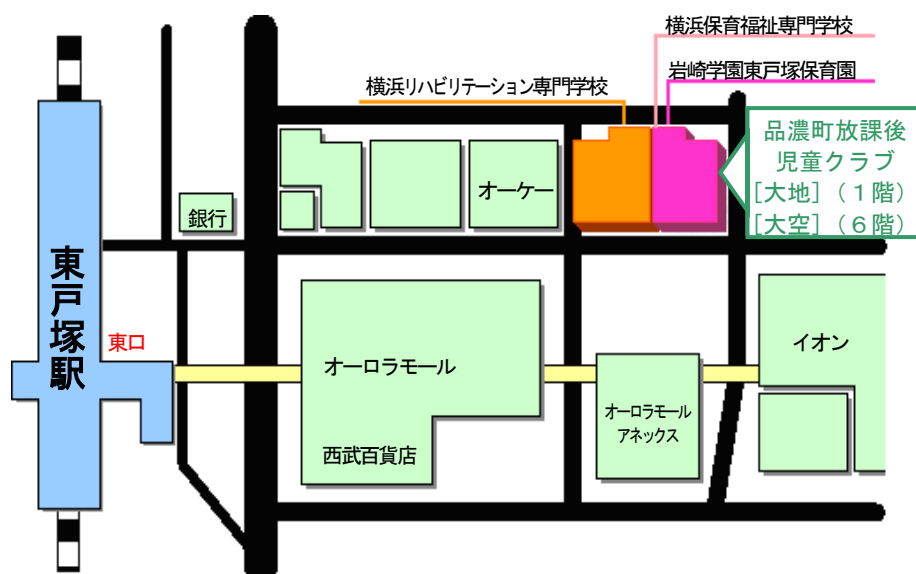 横浜保育福祉専門学校
岩崎学園東戸塚保育園
横浜リハビリテーション専門学校
品濃町放課後
児童クラブ
［大地］（１階）
［大空］（６階）
オーケー
銀行
東戸塚駅
東口
オーロラモール
イオン
オーロラモール
アネックス
西武百貨店